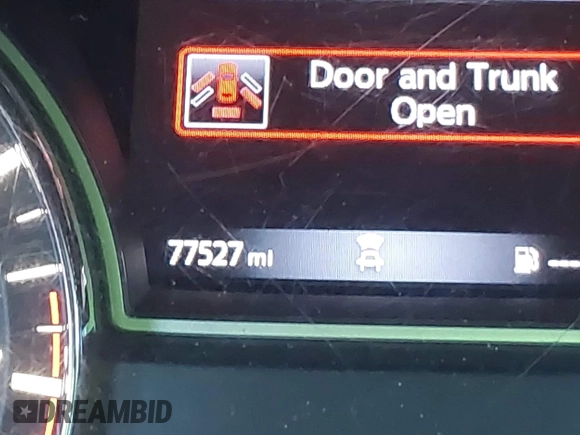 Door and Trunk
Open
77527 mi
---
DREAMBID